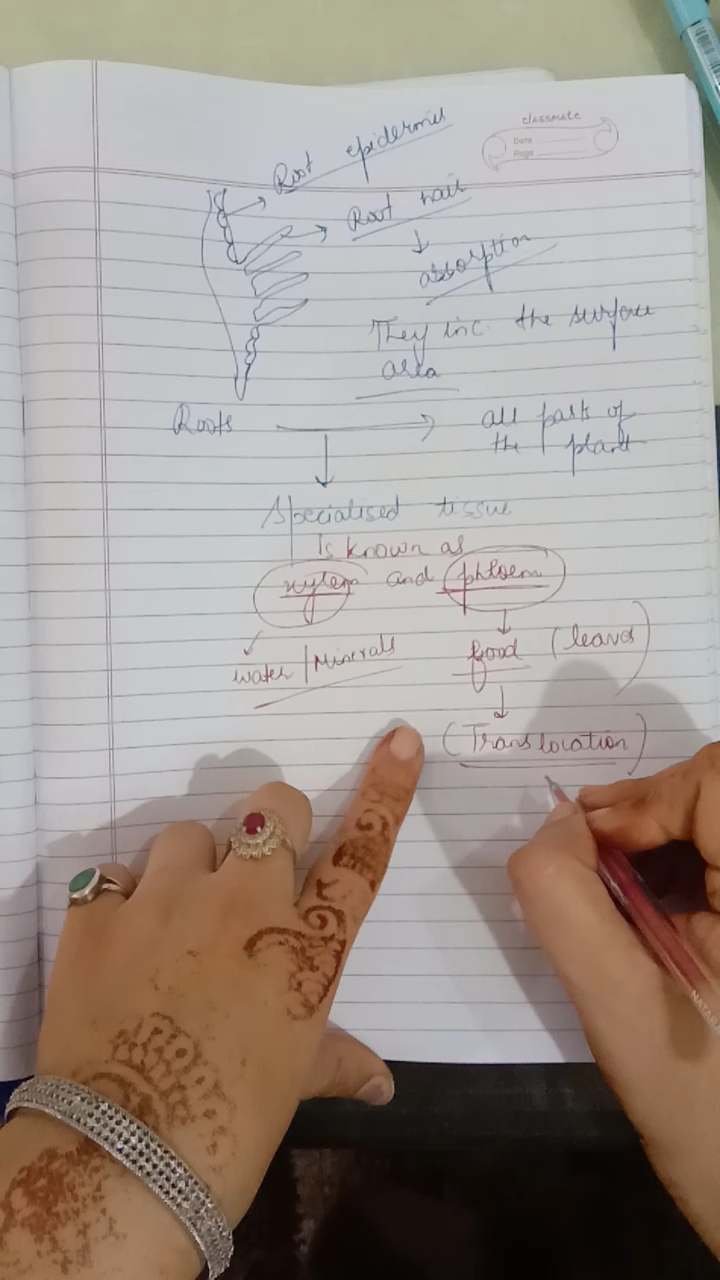 classmate
Date
Page
Root epidermis
Root hair
absorption
They inc. the surface
area
Roots
all parts of
the plant
Specialised tissue
is known as
xylem and phloem
water / Minerals
food (leaves)
(Translocation)
NATARAJ